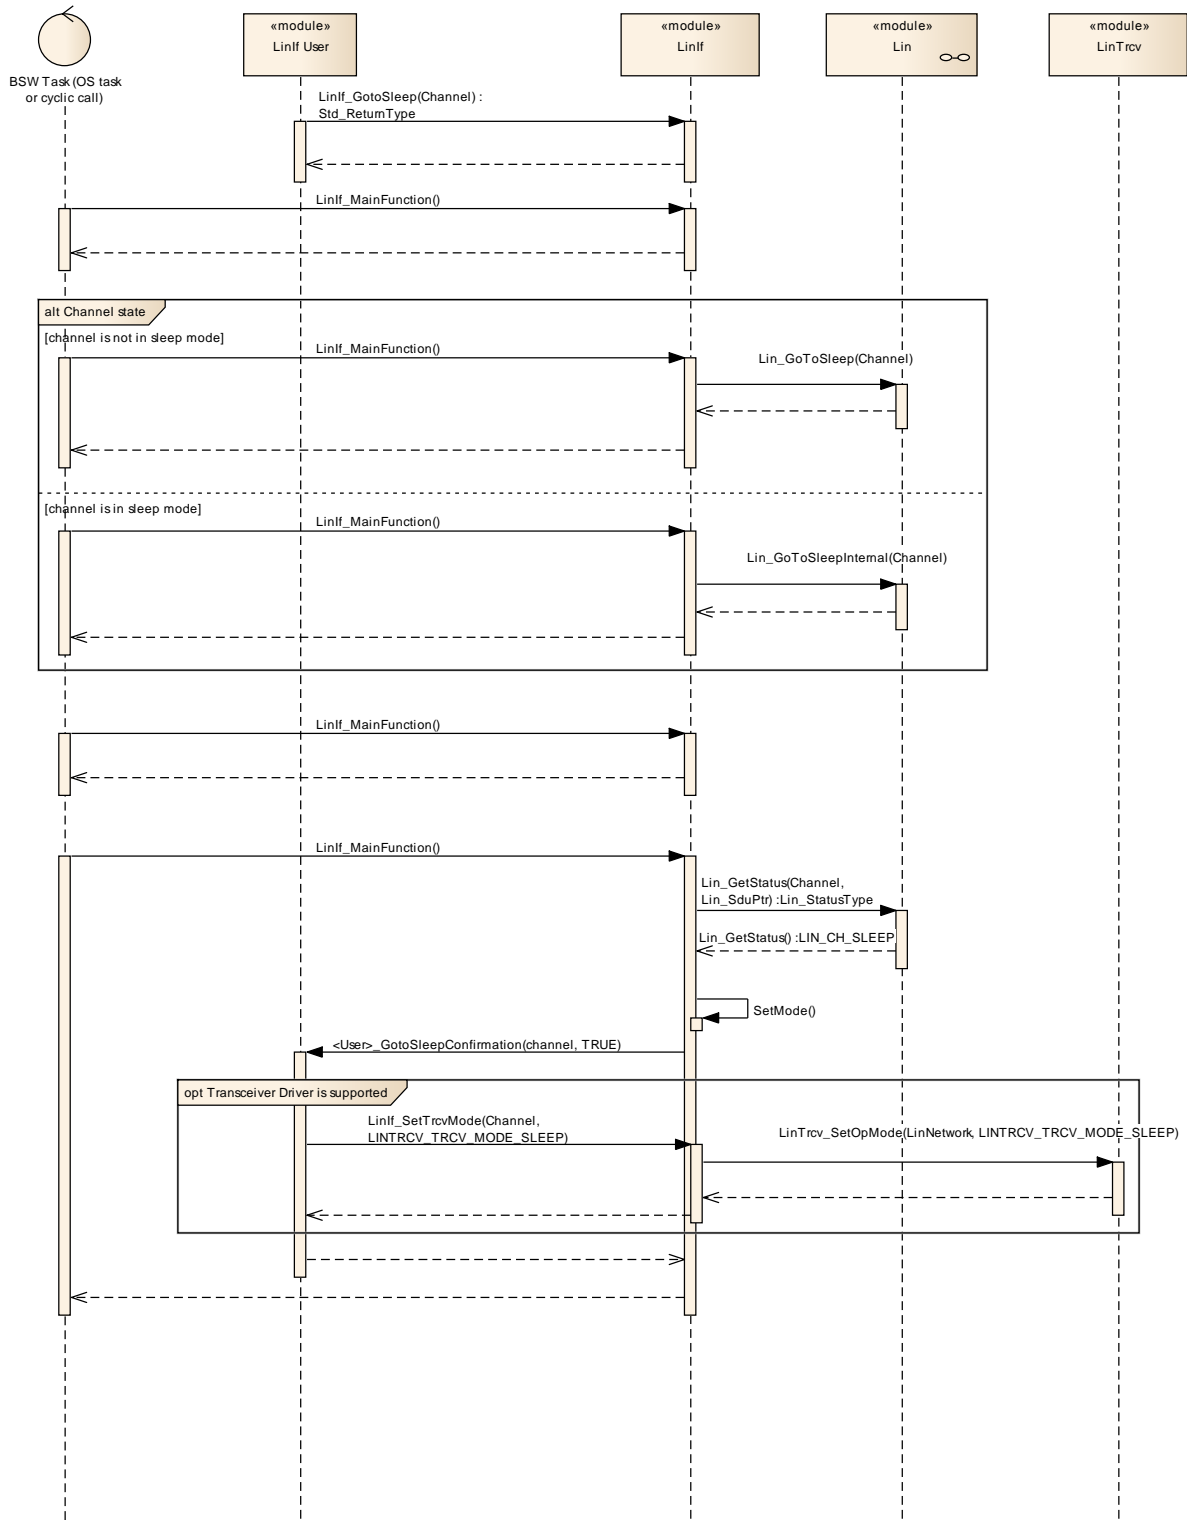 «module»
LinIf User
«module»
LinIf
«module»
Lin
«module»
LinTrcv
BSW Task (OS task
or cyclic call)
LinIf_GotoSleep(Channel) :
Std_ReturnType
LinIf_MainFunction()
alt Channel state
[channel is not in sleep mode]
LinIf_MainFunction()
Lin_GoToSleep(Channel)
[channel is in sleep mode]
LinIf_MainFunction()
Lin_GoToSleepInternal(Channel)
LinIf_MainFunction()
LinIf_MainFunction()
Lin_GetStatus(Channel,
Lin_SduPtr) :Lin_StatusType
Lin_GetStatus() :LIN_CH_SLEEP
SetMode()
<User>_GotoSleepConfirmation(channel, TRUE)
opt Transceiver Driver is supported
LinIf_SetTrcvMode(Channel,
LINTRCV_TRCV_MODE_SLEEP)
LinTrcv_SetOpMode(LinNetwork, LINTRCV_TRCV_MODE_SLEEP)